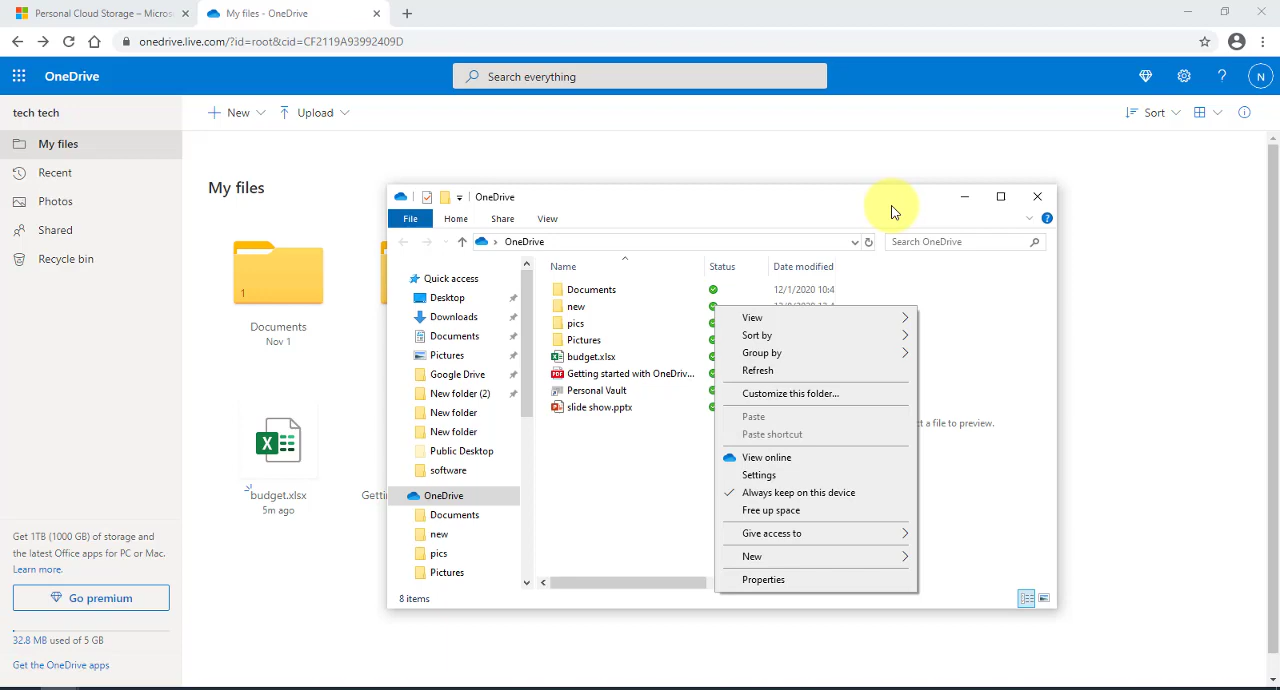 Personal Cloud Storage – Micros
My files - OneDrive
onedrive.live.com/?id=root&cid=CF2119A93992409D
OneDrive
Search everything
?
N
tech tech
New
Upload
Sort
My files
Recent
Photos
Shared
Recycle bin
My files
1
Documents
Nov 1
budget.xlsx
5m ago
Getti
Get 1TB (1000 GB) of storage and
the latest Office apps for PC or Mac.
Learn more.
Go premium
32.8 MB used of 5 GB
Get the OneDrive apps
OneDrive
File
Home
Share
View
?
OneDrive
Search OneDrive
Quick access
Desktop
Downloads
Documents
Pictures
Google Drive
New folder (2)
New folder
New folder
Public Desktop
software
OneDrive
Documents
new
pics
Pictures
Name
Status
Date modified
Documents
12/1/2020 10:4
new
pics
Pictures
budget.xlsx
Getting started with OneDriv...
Personal Vault
slide show.pptx
View
Sort by
Group by
Refresh
Customize this folder...
Paste
Paste shortcut
View online
Settings
Always keep on this device
Free up space
Give access to
New
Properties
t a file to preview.
8 items